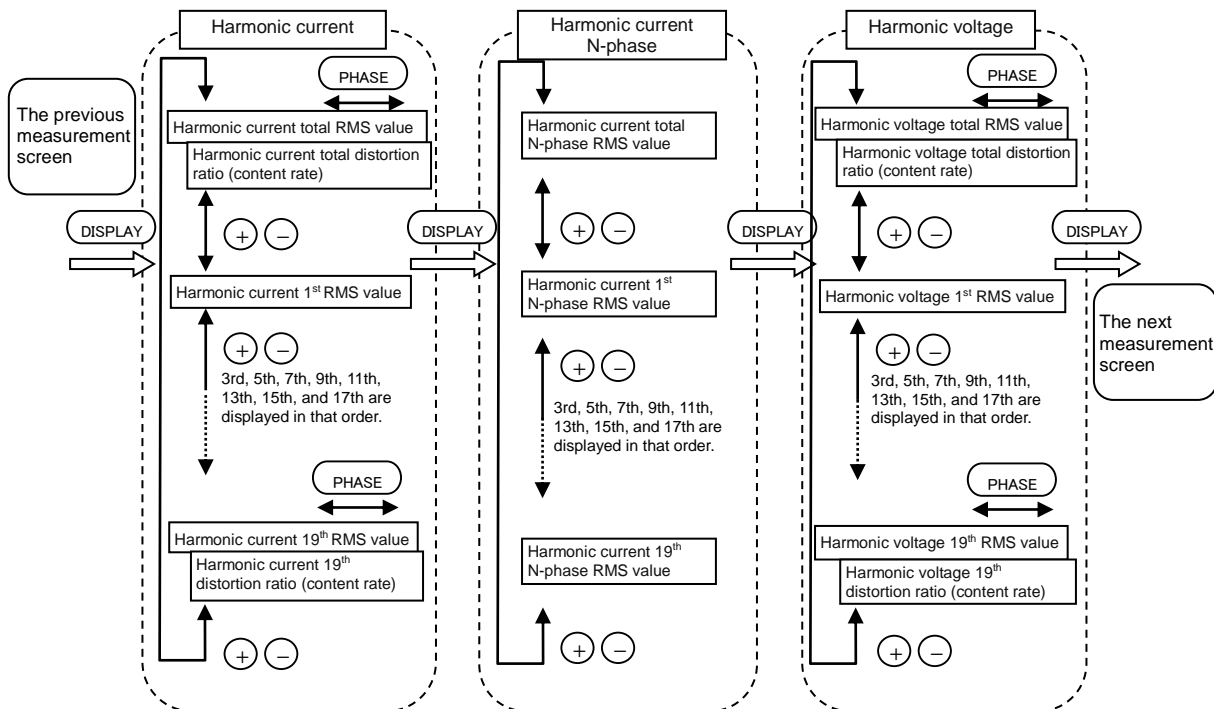 Harmonic current
Harmonic current
N-phase
Harmonic voltage
The previous
measurement
screen
DISPLAY
PHASE
Harmonic current total RMS value
Harmonic current total distortion
ratio (content rate)
+ −
Harmonic current 1st RMS value
+ −
3rd, 5th, 7th, 9th, 11th,
13th, 15th, and 17th are
displayed in that order.
PHASE
Harmonic current 19th RMS value
Harmonic current 19th
distortion ratio (content rate)
+ −
DISPLAY
Harmonic current total
N-phase RMS value
+ −
Harmonic current 1st
N-phase RMS value
+ −
3rd, 5th, 7th, 9th, 11th,
13th, 15th, and 17th are
displayed in that order.
Harmonic current 19th
N-phase RMS value
+ −
DISPLAY
PHASE
Harmonic voltage total RMS value
Harmonic voltage total distortion
ratio (content rate)
+ −
Harmonic voltage 1st RMS value
+ −
3rd, 5th, 7th, 9th, 11th,
13th, 15th, and 17th are
displayed in that order.
PHASE
Harmonic voltage 19th RMS value
Harmonic voltage 19th
distortion ratio (content rate)
+ −
DISPLAY
The next
measurement
screen